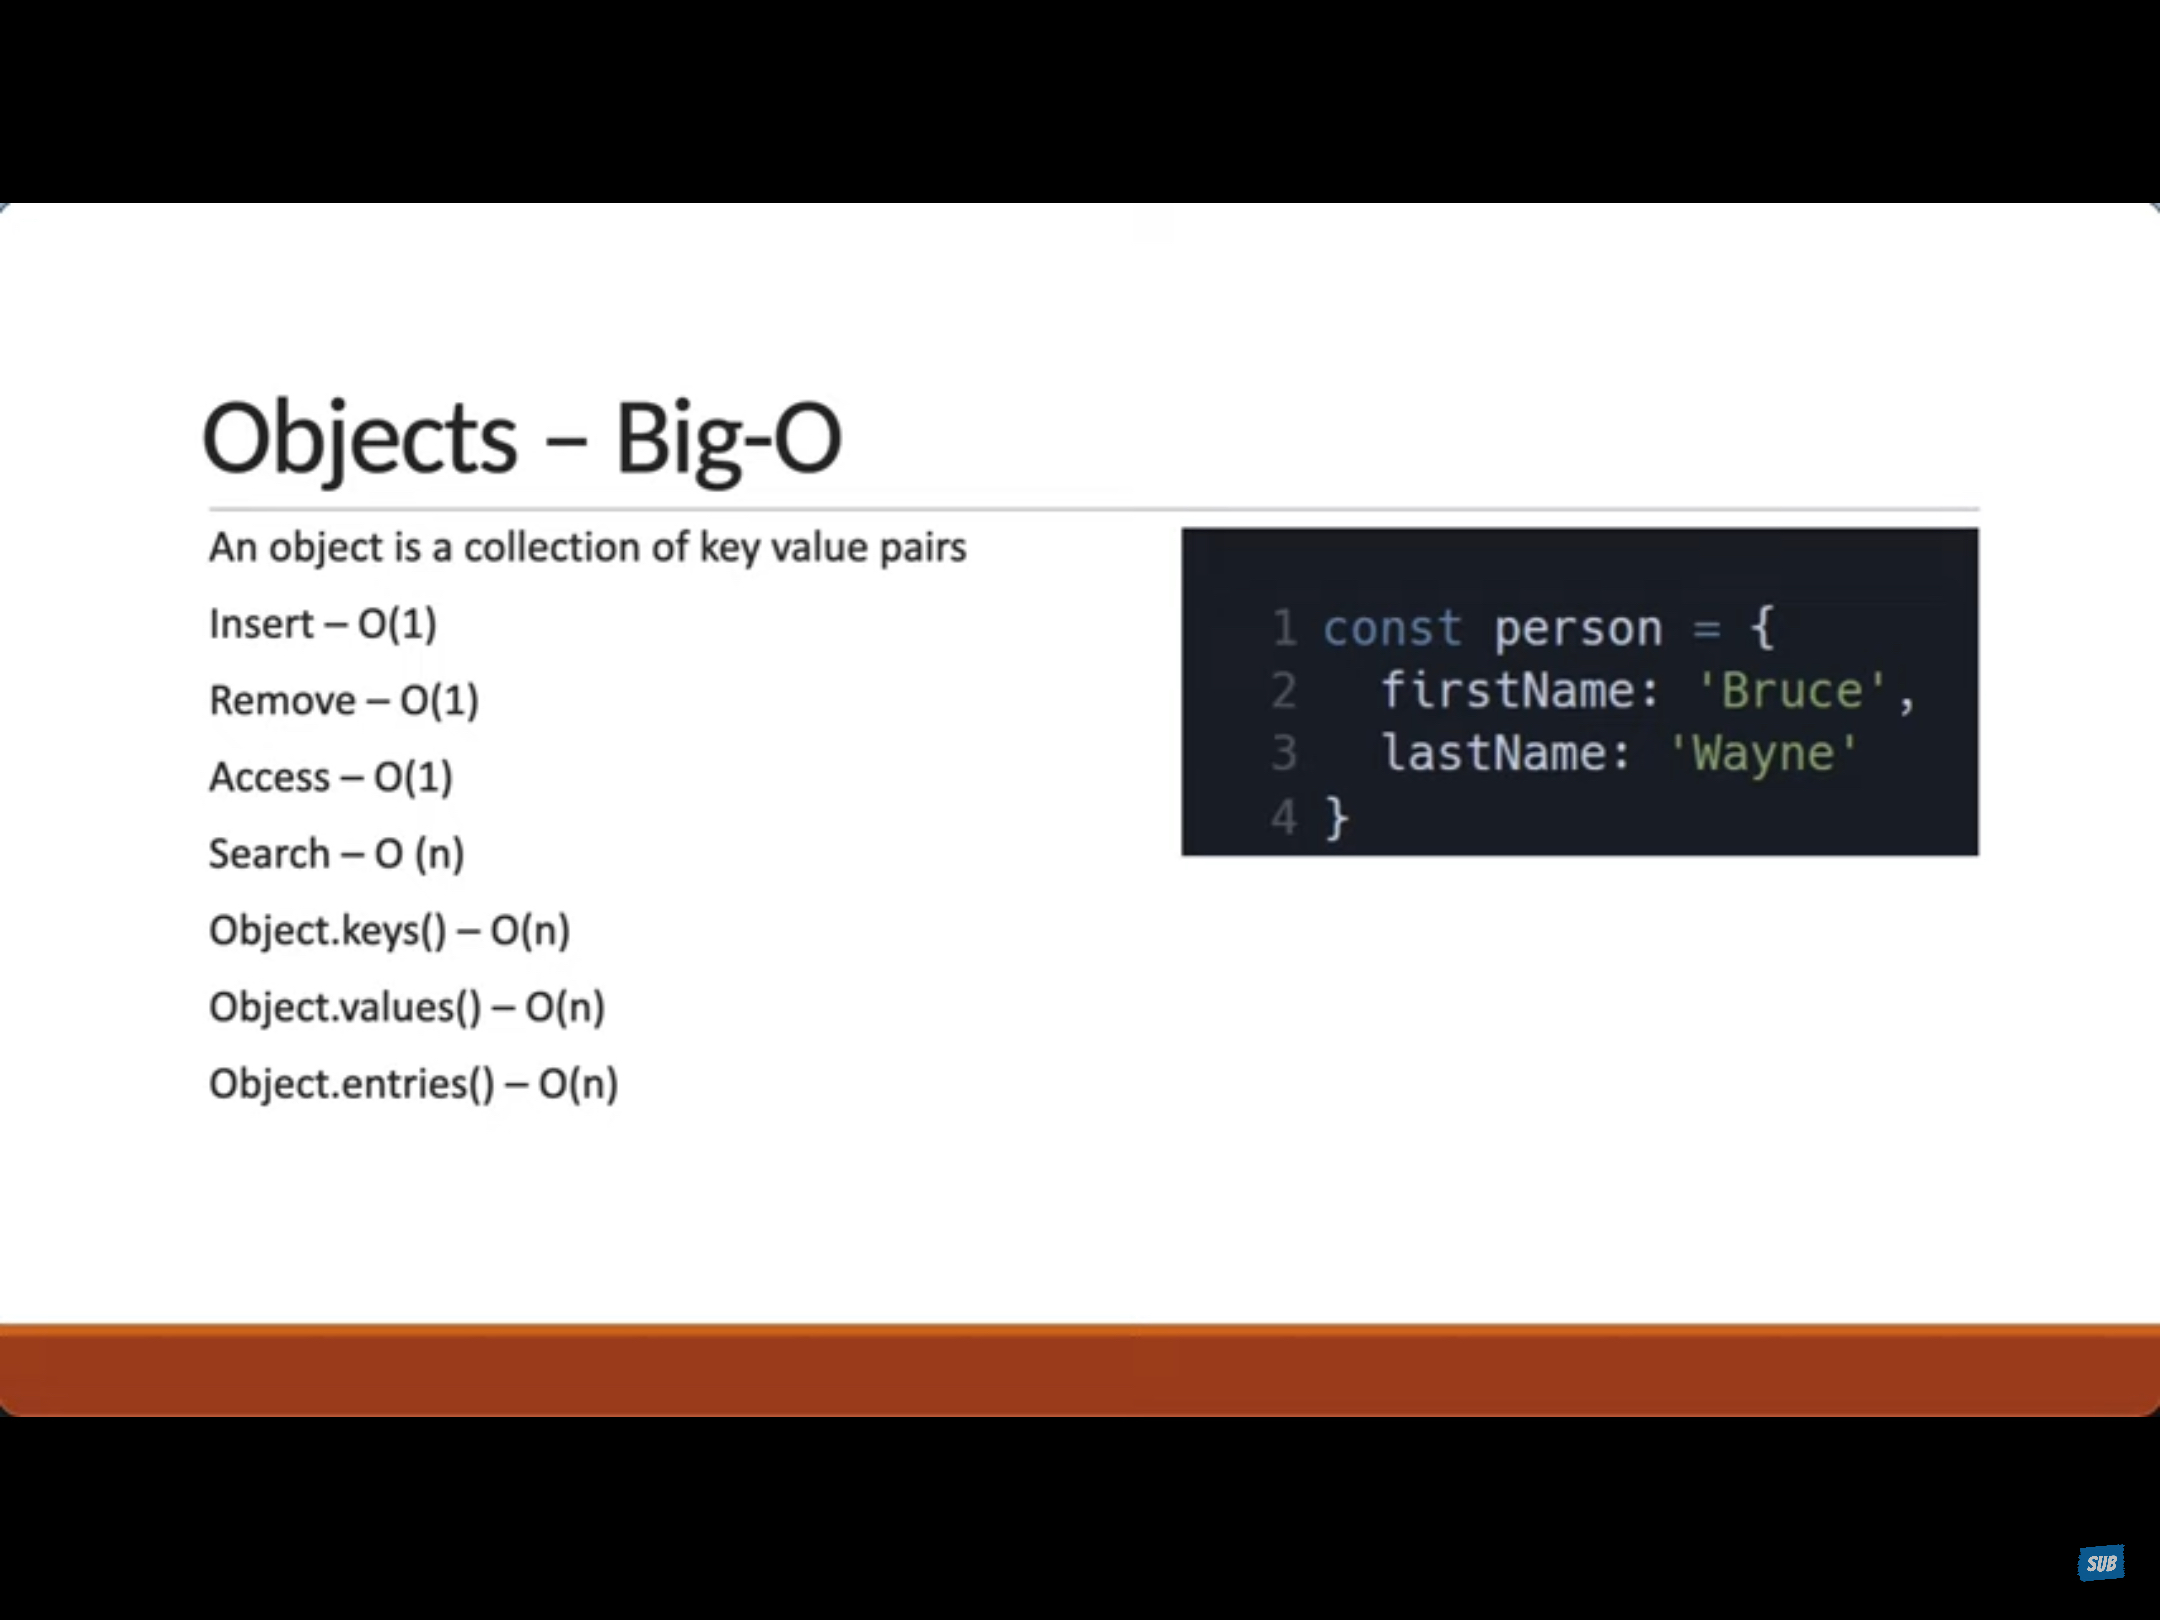 Objects – Big-O
An object is a collection of key value pairs
Insert – O(1)
Remove – O(1)
Access – O(1)
Search – O (n)
Object.keys() – O(n)
Object.values() – O(n)
Object.entries() – O(n)
1 const person = {
2   firstName: 'Bruce',
3   lastName: 'Wayne'
4 }
SUB